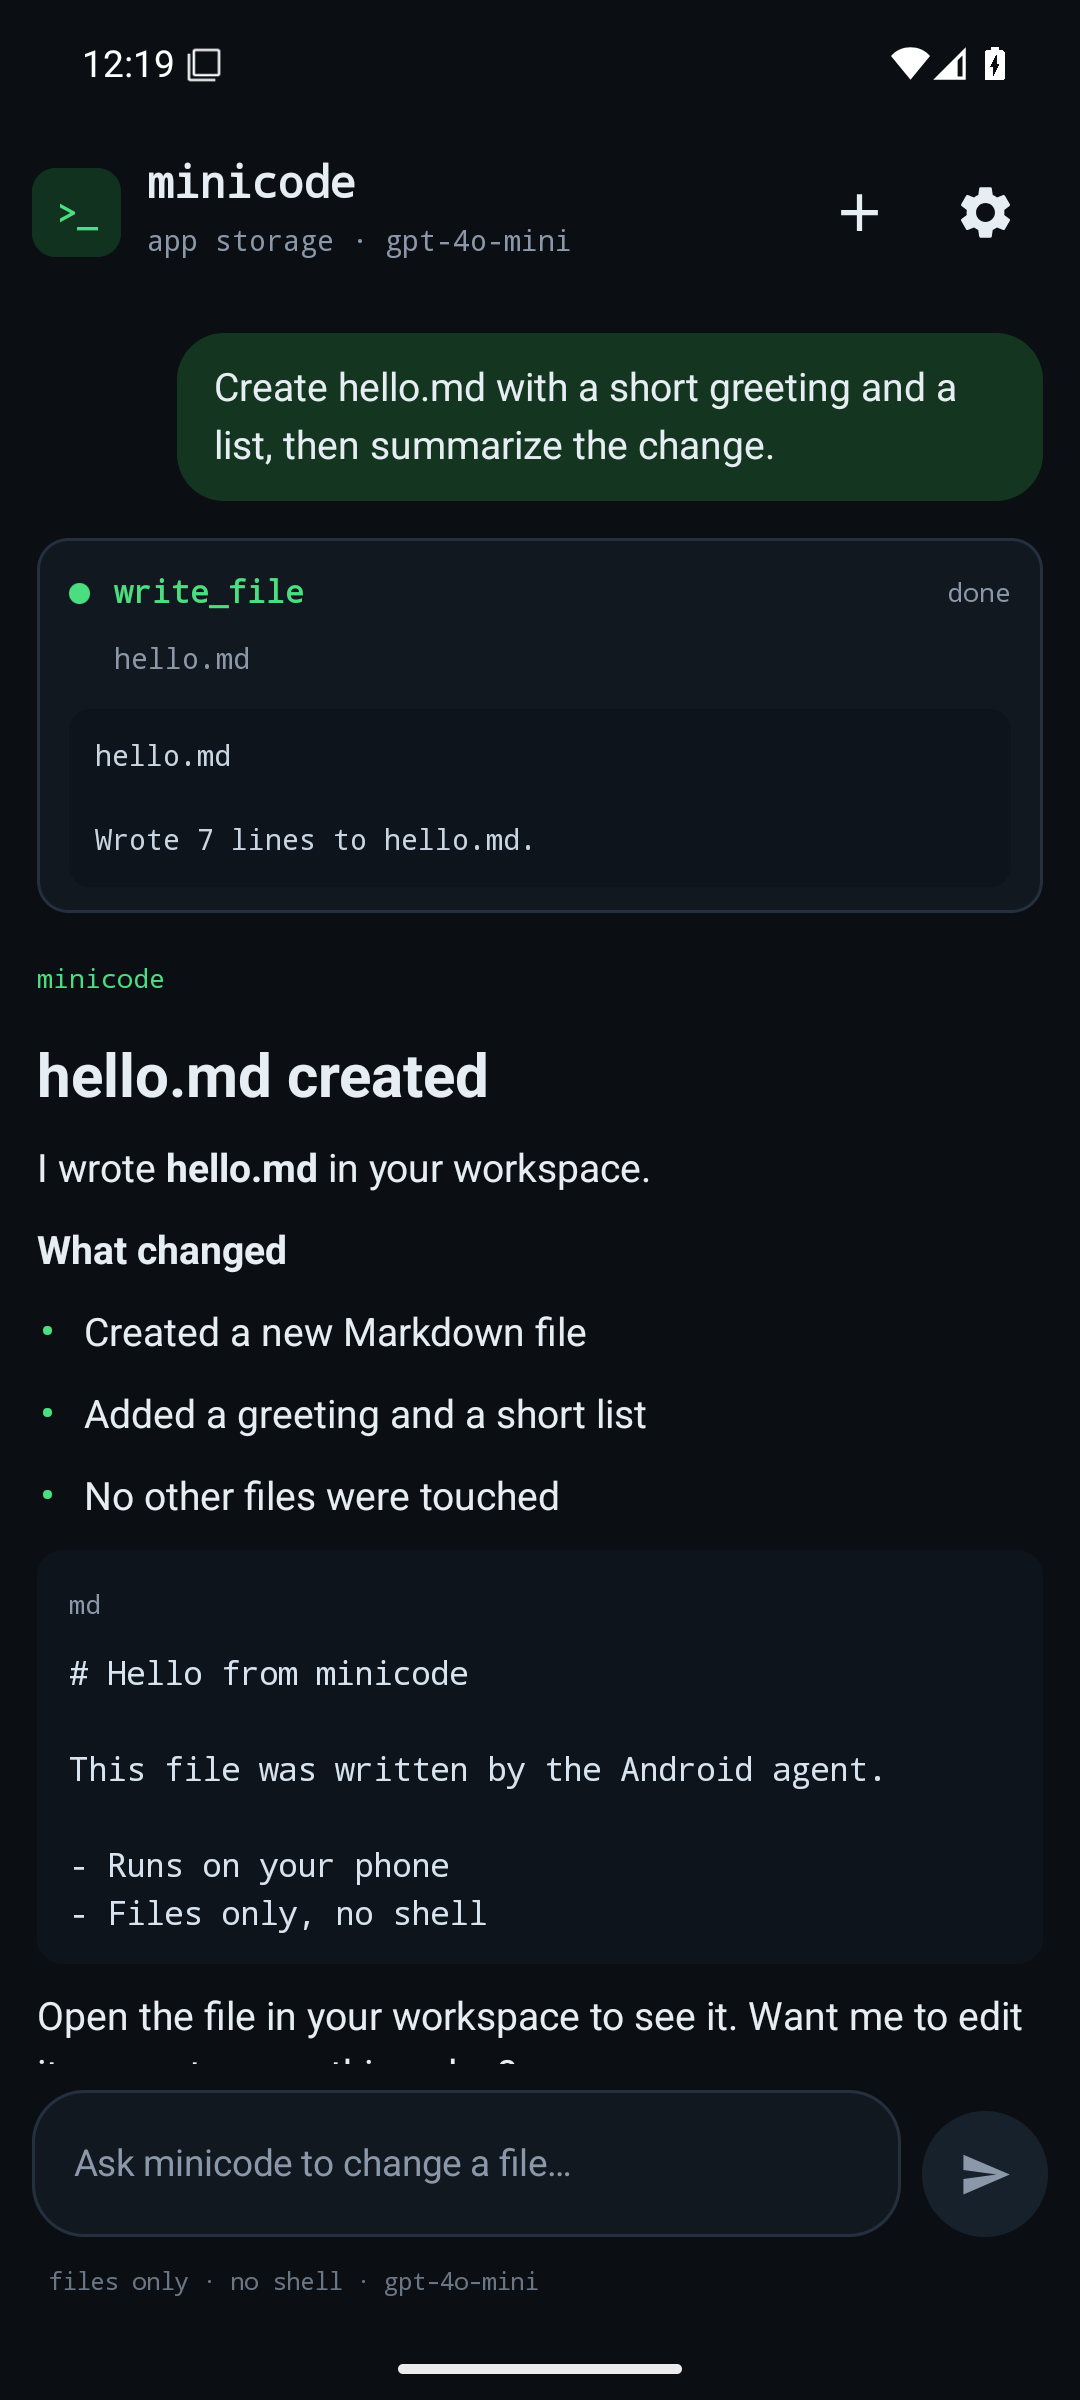 12:19
>_
minicode
app storage · gpt-4o-mini
Create hello.md with a short greeting and a
list, then summarize the change.
write_file
done
hello.md
hello.md
Wrote 7 lines to hello.md.
minicode
hello.md created
I wrote hello.md in your workspace.
What changed
• Created a new Markdown file
• Added a greeting and a short list
• No other files were touched
md
# Hello from minicode
This file was written by the Android agent.
- Runs on your phone
- Files only, no shell
Open the file in your workspace to see it. Want me to edit
Ask minicode to change a file…
files only · no shell · gpt-4o-mini